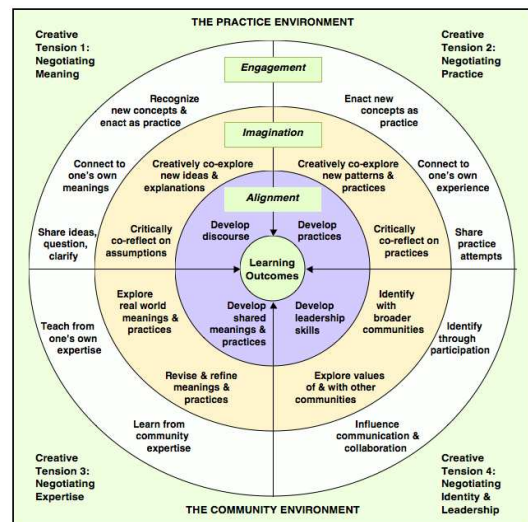 THE PRACTICE ENVIRONMENT
Creative
Tension 1:
Negotiating
Meaning
Creative
Tension 2:
Negotiating
Practice
Engagement
Recognize
new concepts &
enact as practice
Enact new
concepts as
practice
Imagination
Connect to
one's own
meanings
Creatively co-explore
new ideas &
explanations
Creatively co-explore
new patterns &
practices
Connect to
one's own
experience
Alignment
Share ideas,
question,
clarify
Critically
co-reflect on
assumptions
Develop
discourse
Develop
practices
Critically
co-reflect on
practices
Share
practice
attempts
Learning
Outcomes
Teach from
one's own
expertise
Explore
real world
meanings &
practices
Develop
shared
meanings &
practices
Develop
leadership
skills
Identify
with
broader
communities
Identify
through
participation
Revise & refine
meanings &
practices
Explore values
of & with other
communities
Learn from
community
expertise
Influence
communication &
collaboration
Creative
Tension 3:
Negotiating
Expertise
Creative
Tension 4:
Negotiating
Identity &
Leadership
THE COMMUNITY ENVIRONMENT